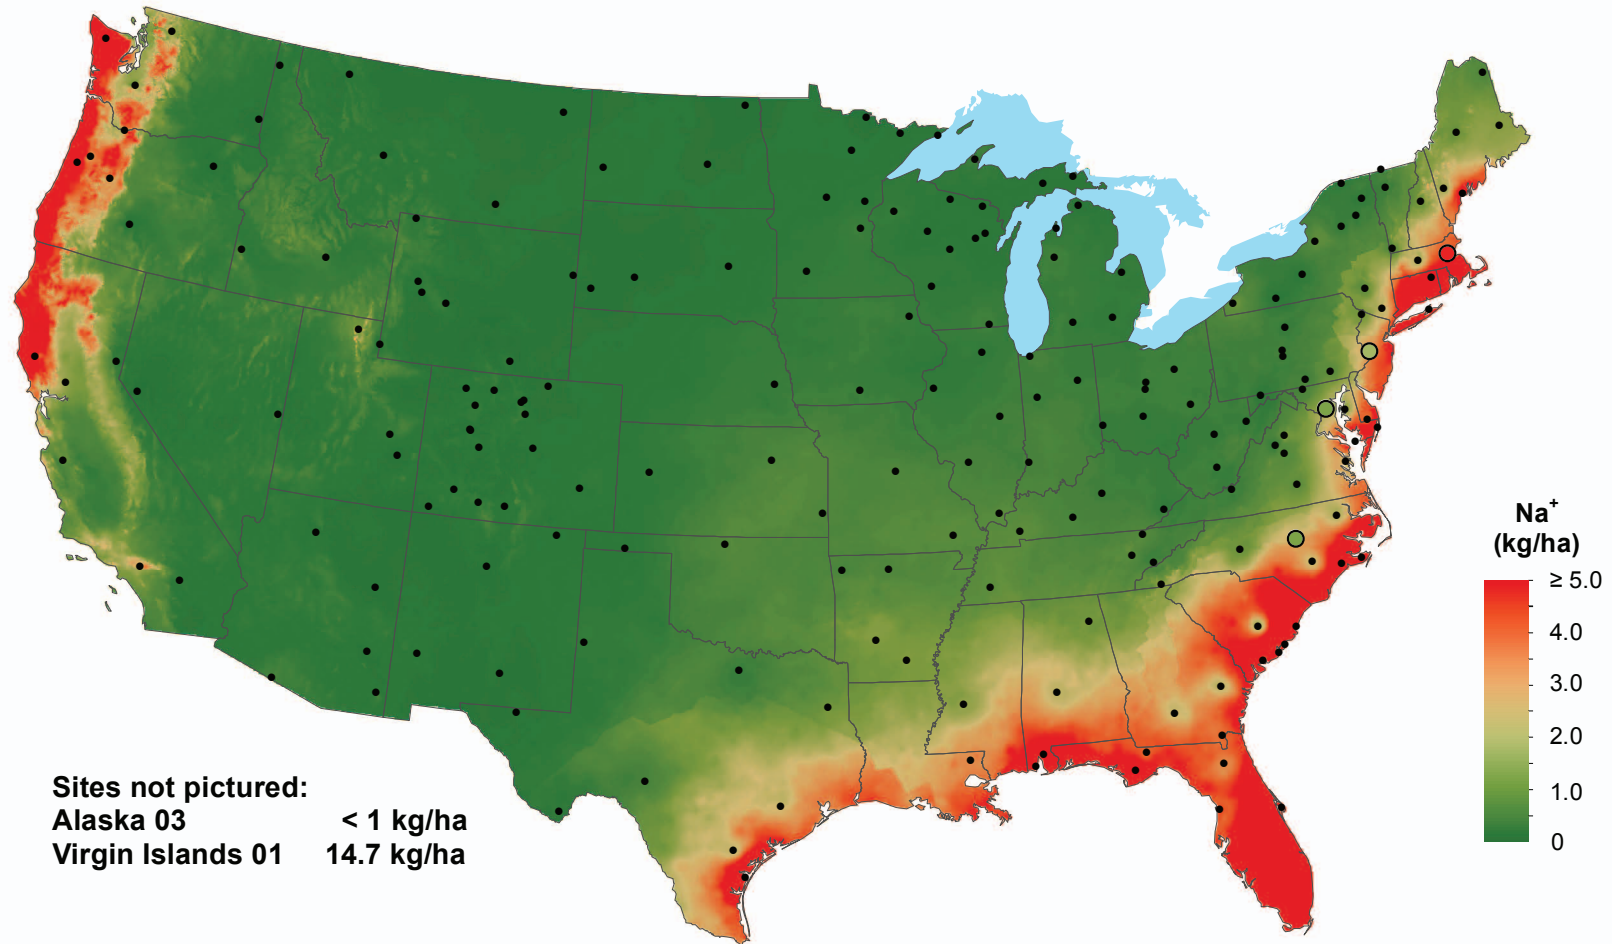 Na+
(kg/ha)
≥ 5.0
4.0
3.0
2.0
1.0
0
Sites not pictured:
Alaska 03 < 1 kg/ha
Virgin Islands 01 14.7 kg/ha